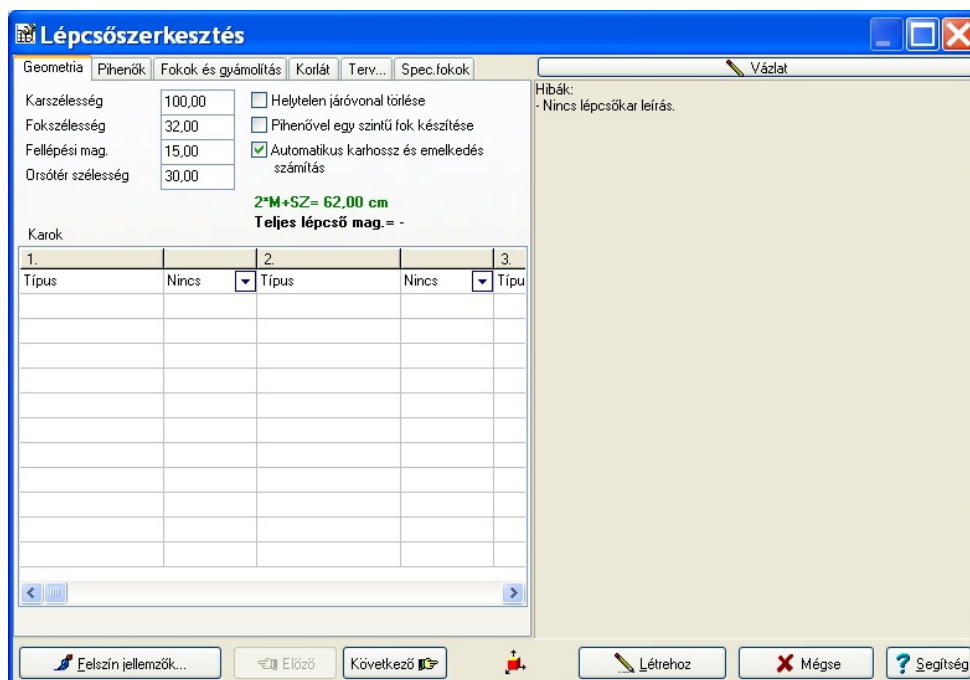 Lépcsőszerkesztés
Geometria Pihenők Fokok és gyámolítás Korlát Terv... Spec.fokok
Vázlat
Karszélesség 100,00 Helytelen járóvonal törlése
Fokszélesség 32,00 Pihenővel egy szintű fok készítése
Fellépési mag. 15,00 Automatikus karhossz és emelkedés számítás
Orsótér szélesség 30,00
2*M+SZ= 62,00 cm
Teljes lépcső mag.= -
Karok
1. 2. 3.
Típus Nincs Típus Nincs Típu
Hibák:
- Nincs lépcsőkar leírás.
Felszín jellemzők... Előző Következő Létrehoz Mégse Segítség